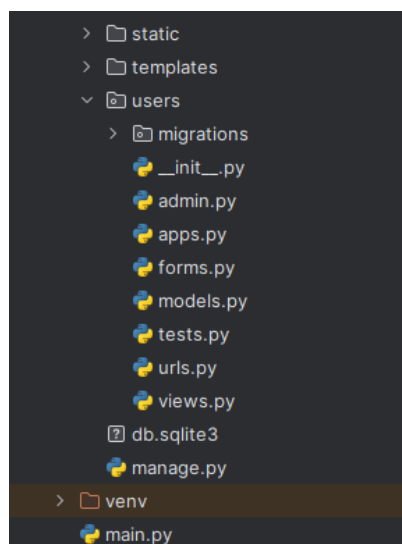 static
templates
users
migrations
__init__.py
admin.py
apps.py
forms.py
models.py
tests.py
urls.py
views.py
db.sqlite3
manage.py
venv
main.py